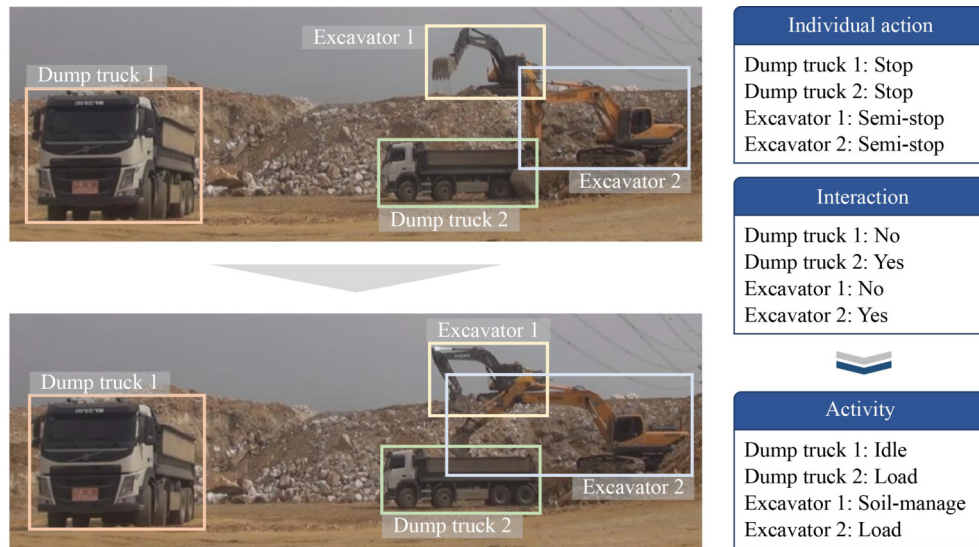 Excavator 1
Dump truck 1
Excavator 2
Dump truck 2
Excavator 1
Dump truck 1
Excavator 2
Dump truck 2
Individual action
Dump truck 1: Stop
Dump truck 2: Stop
Excavator 1: Semi-stop
Excavator 2: Semi-stop
Interaction
Dump truck 1: No
Dump truck 2: Yes
Excavator 1: No
Excavator 2: Yes
Activity
Dump truck 1: Idle
Dump truck 2: Load
Excavator 1: Soil-manage
Excavator 2: Load